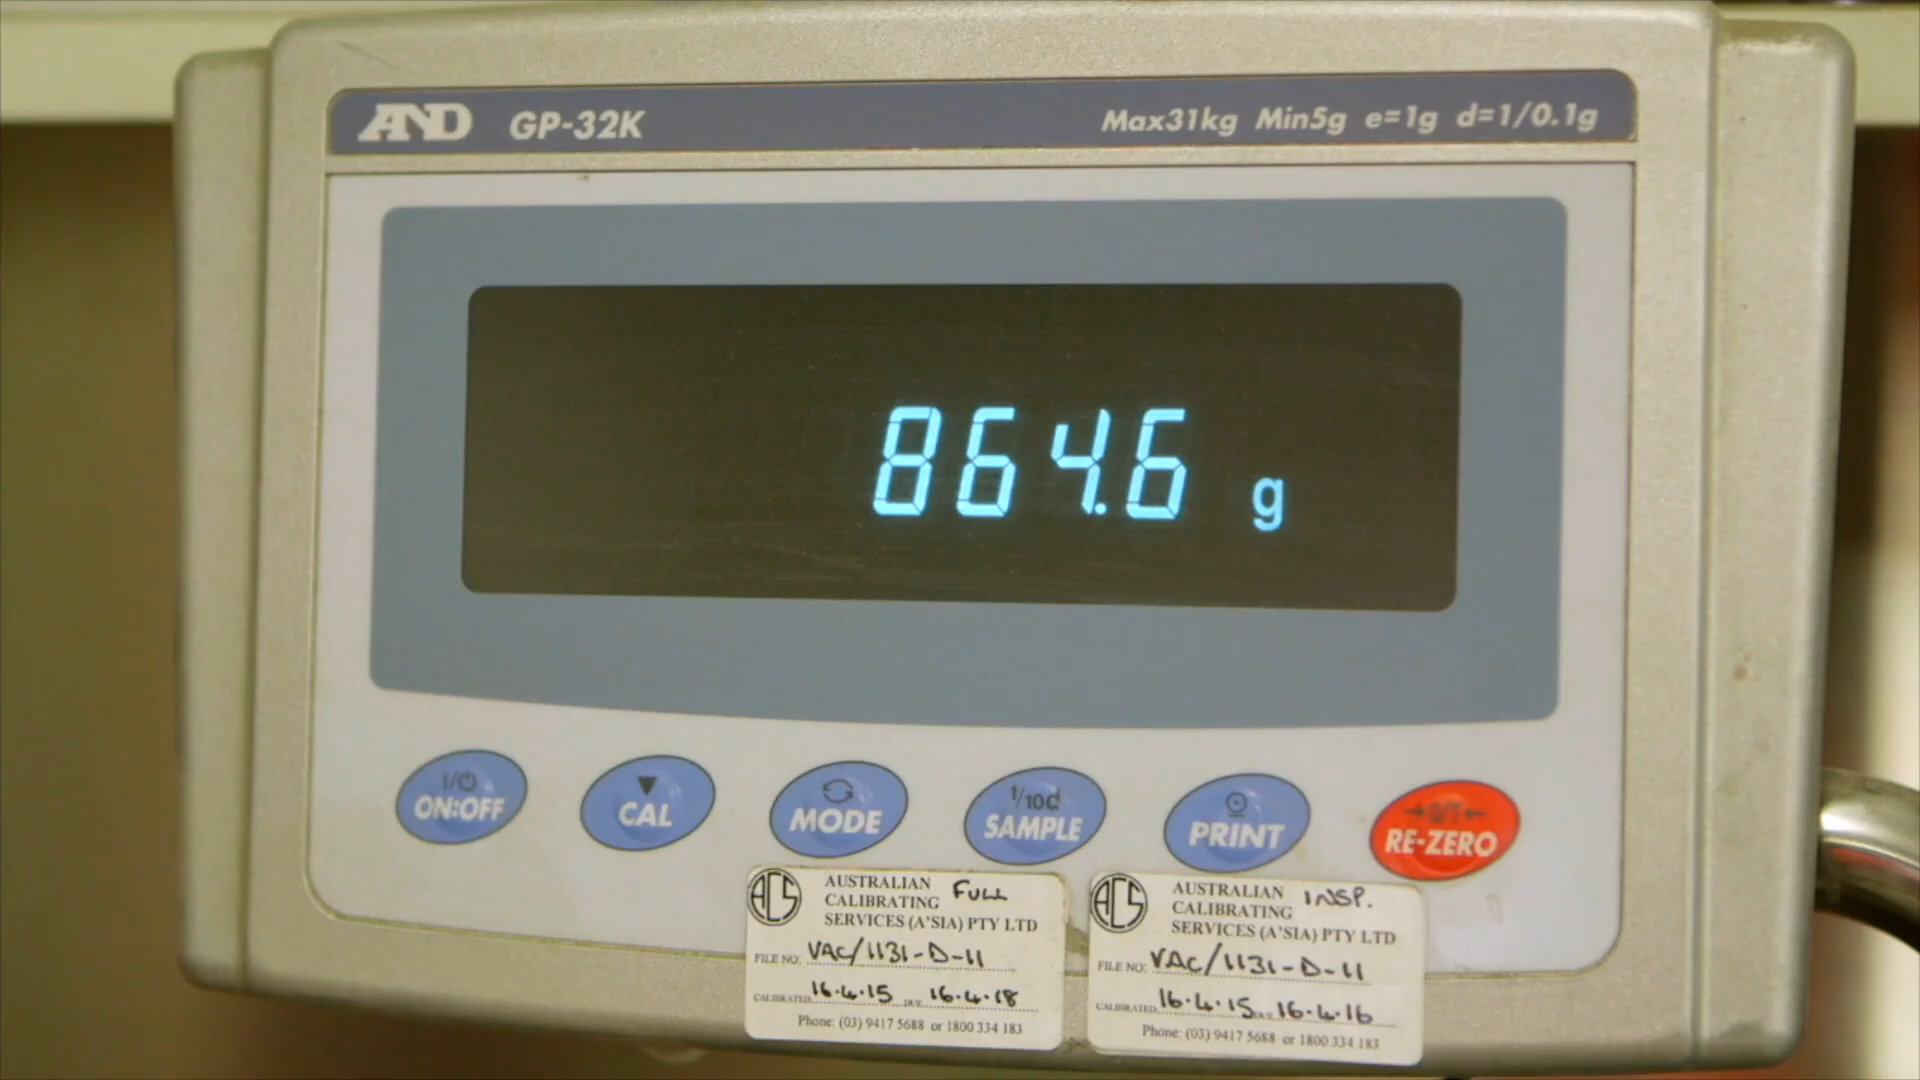 AND GP-32K Max31kg Min5g e=1g d=1/0.1g
864.6 g
I/⏻ ON:OFF
CAL
MODE
1/10d SAMPLE
PRINT
→0/T← RE-ZERO
ACS AUSTRALIAN FULL
CALIBRATING
SERVICES (A'SIA) PTY LTD
FILE NO: VAC/1131-D-11
CALIBRATED 16.4.15 DUE 16.4.18
Phone: (03) 9417 5688 or 1800 334 183
ACS AUSTRALIAN INSP.
CALIBRATING
SERVICES (A'SIA) PTY LTD
FILE NO: VAC/1131-D-11
CALIBRATED 16.4.15 DUE 16.4.16
Phone: (03) 9417 5688 or 1800 334 183